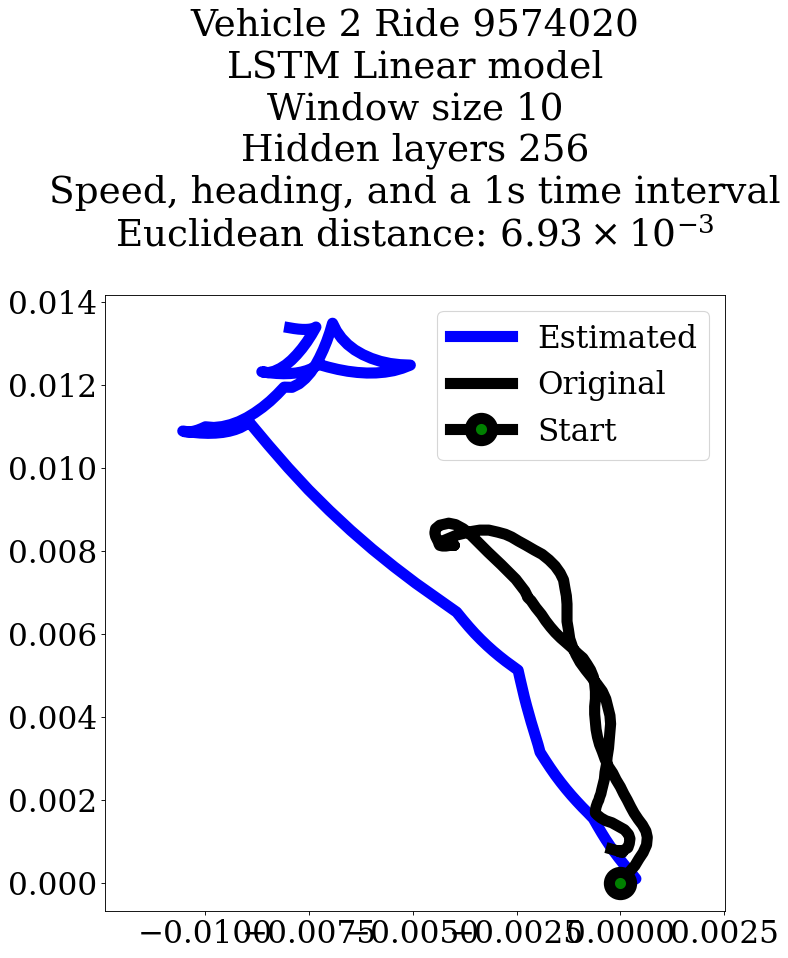 Vehicle 2 Ride 9574020
LSTM Linear model
Window size 10
Hidden layers 256
Speed, heading, and a 1s time interval
Euclidean distance: 6.93 × 10⁻³
0.014
0.012
0.010
0.008
0.006
0.004
0.002
0.000
Estimated
Original
Start
−0.0100 −0.0075 −0.0050 −0.0025 0.0000 0.0025